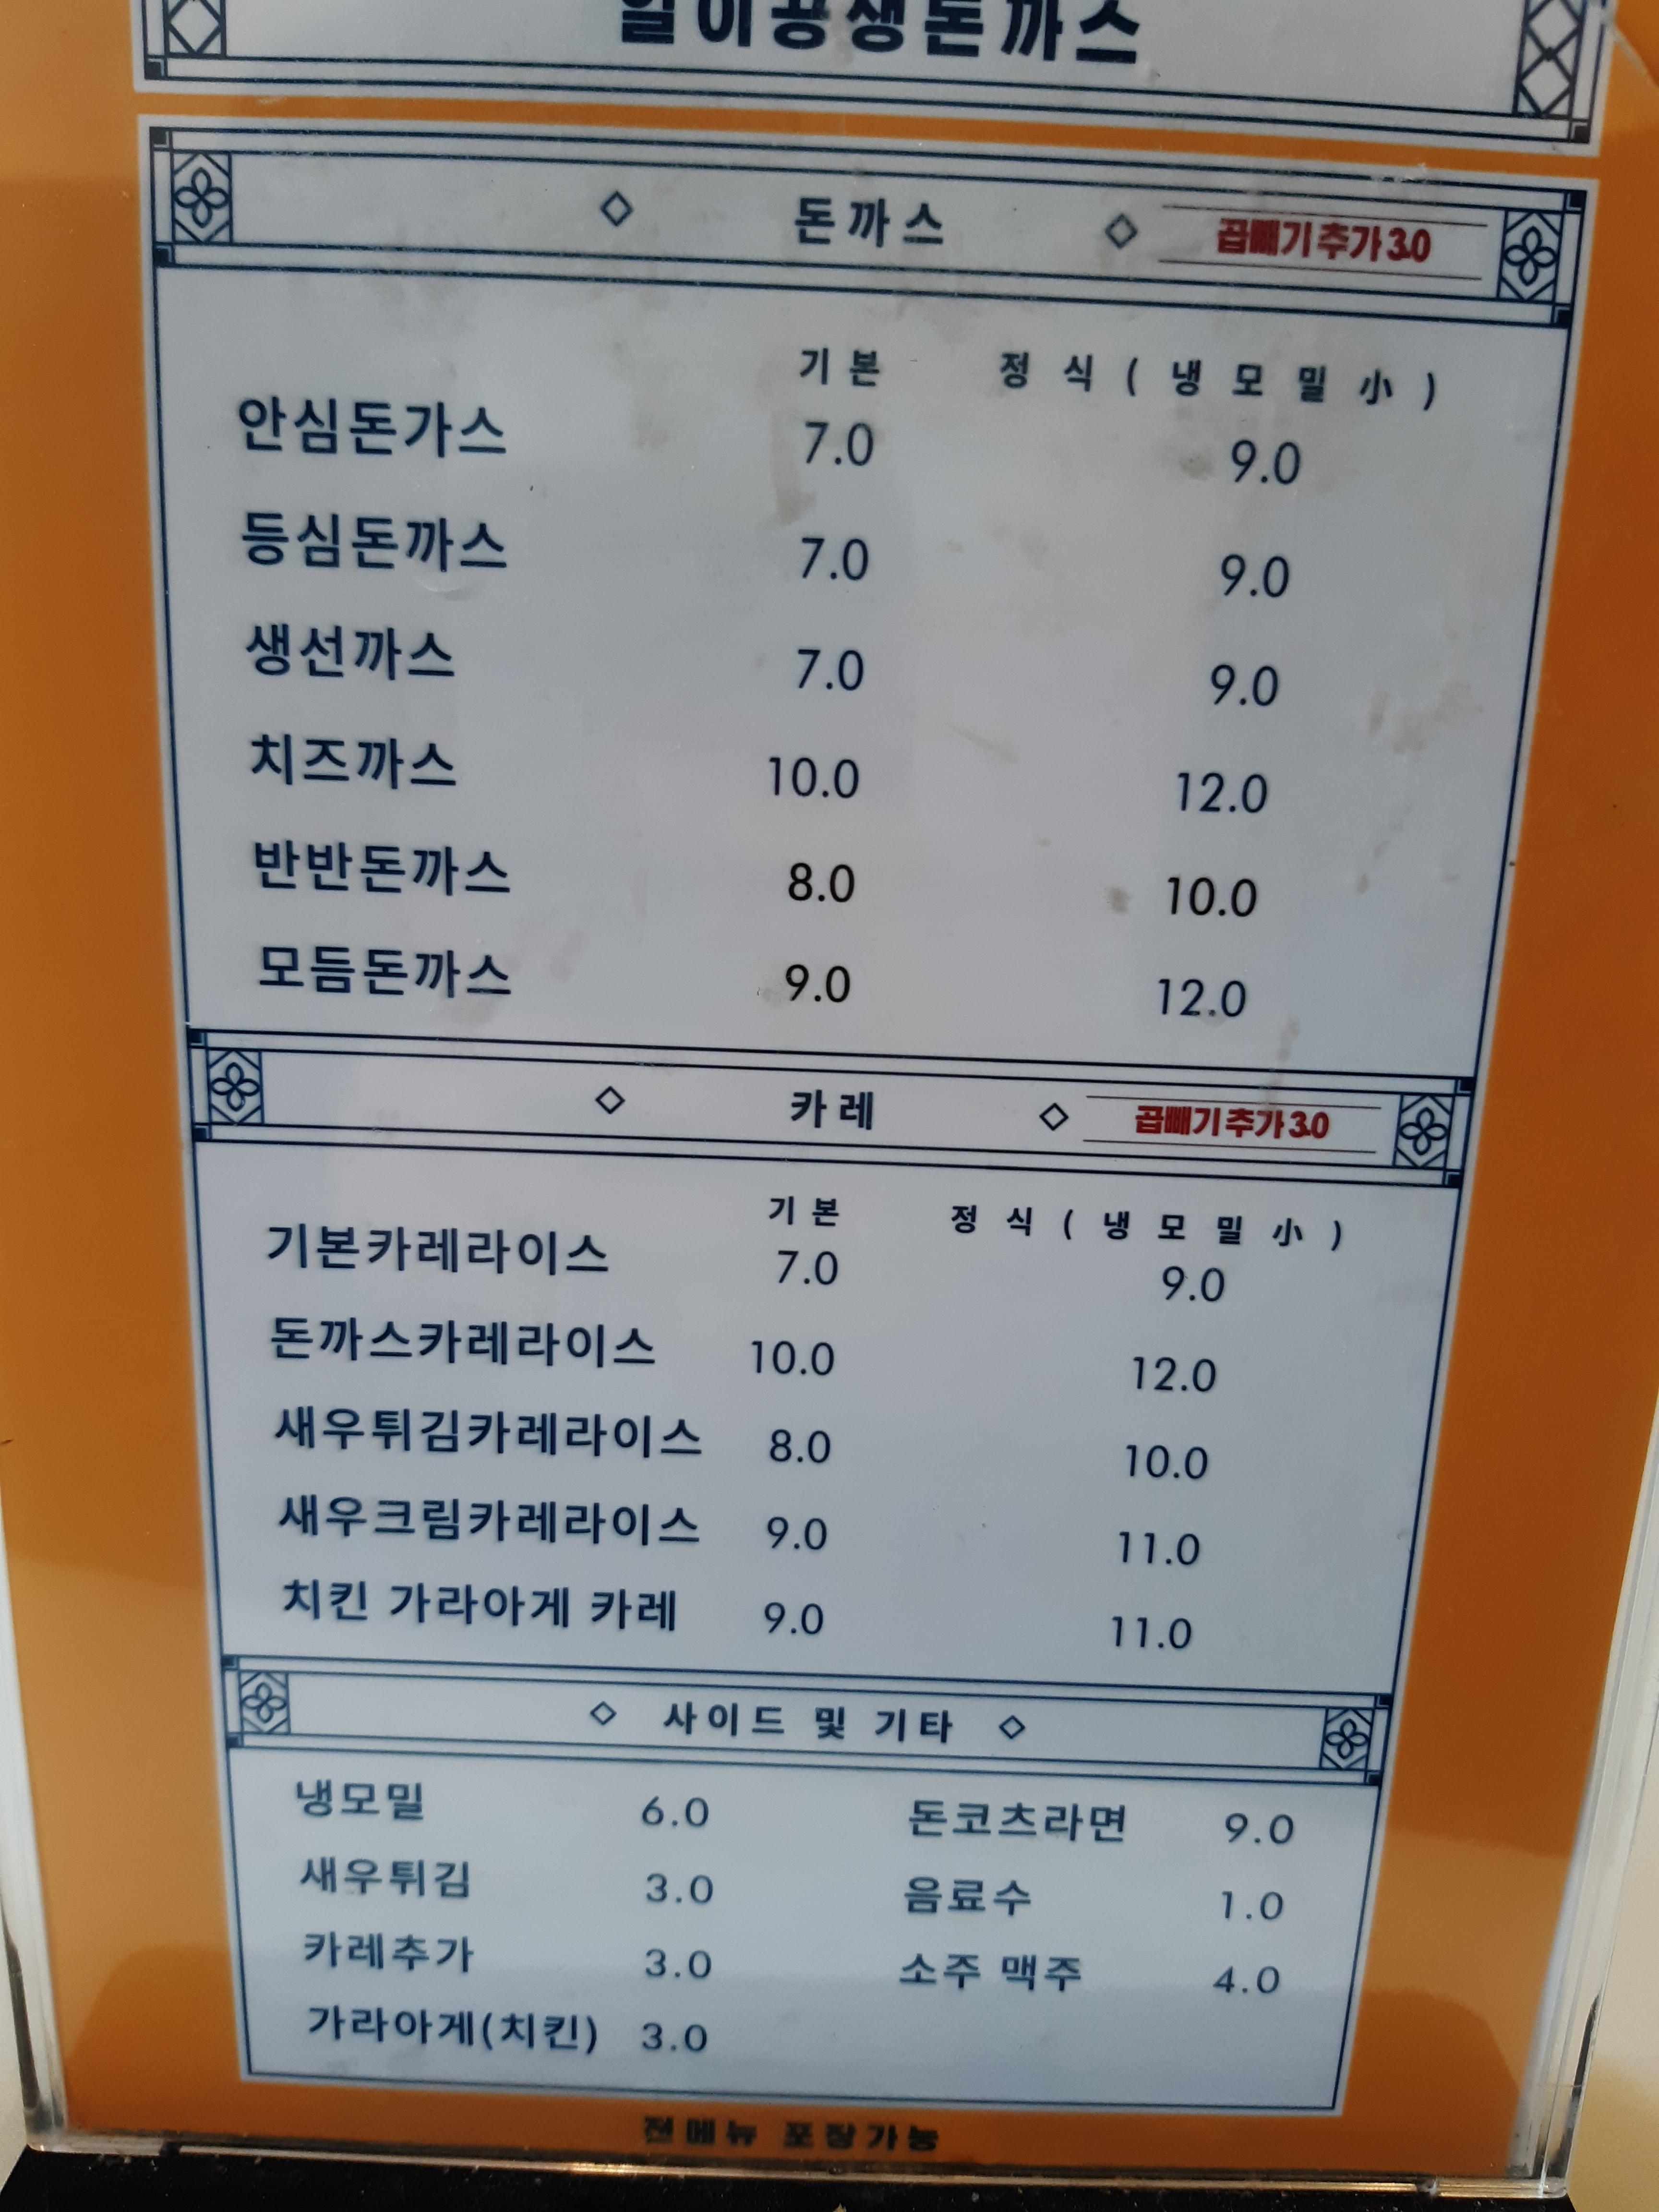 일이공생돈까스
돈까스 곱빼기추가3.0
기본 정식(냉모밀小)
안심돈가스 7.0 9.0
등심돈까스 7.0 9.0
생선까스 7.0 9.0
치즈까스 10.0 12.0
반반돈까스 8.0 10.0
모듬돈까스 9.0 12.0
카레 곱빼기추가3.0
기본 정식(냉모밀小)
기본카레라이스 7.0 9.0
돈까스카레라이스 10.0 12.0
새우튀김카레라이스 8.0 10.0
새우크림카레라이스 9.0 11.0
치킨 가라아게 카레 9.0 11.0
사이드 및 기타
냉모밀 6.0 돈코츠라면 9.0
새우튀김 3.0 음료수 1.0
카레추가 3.0 소주 맥주 4.0
가라아게(치킨) 3.0
전메뉴 포장가능